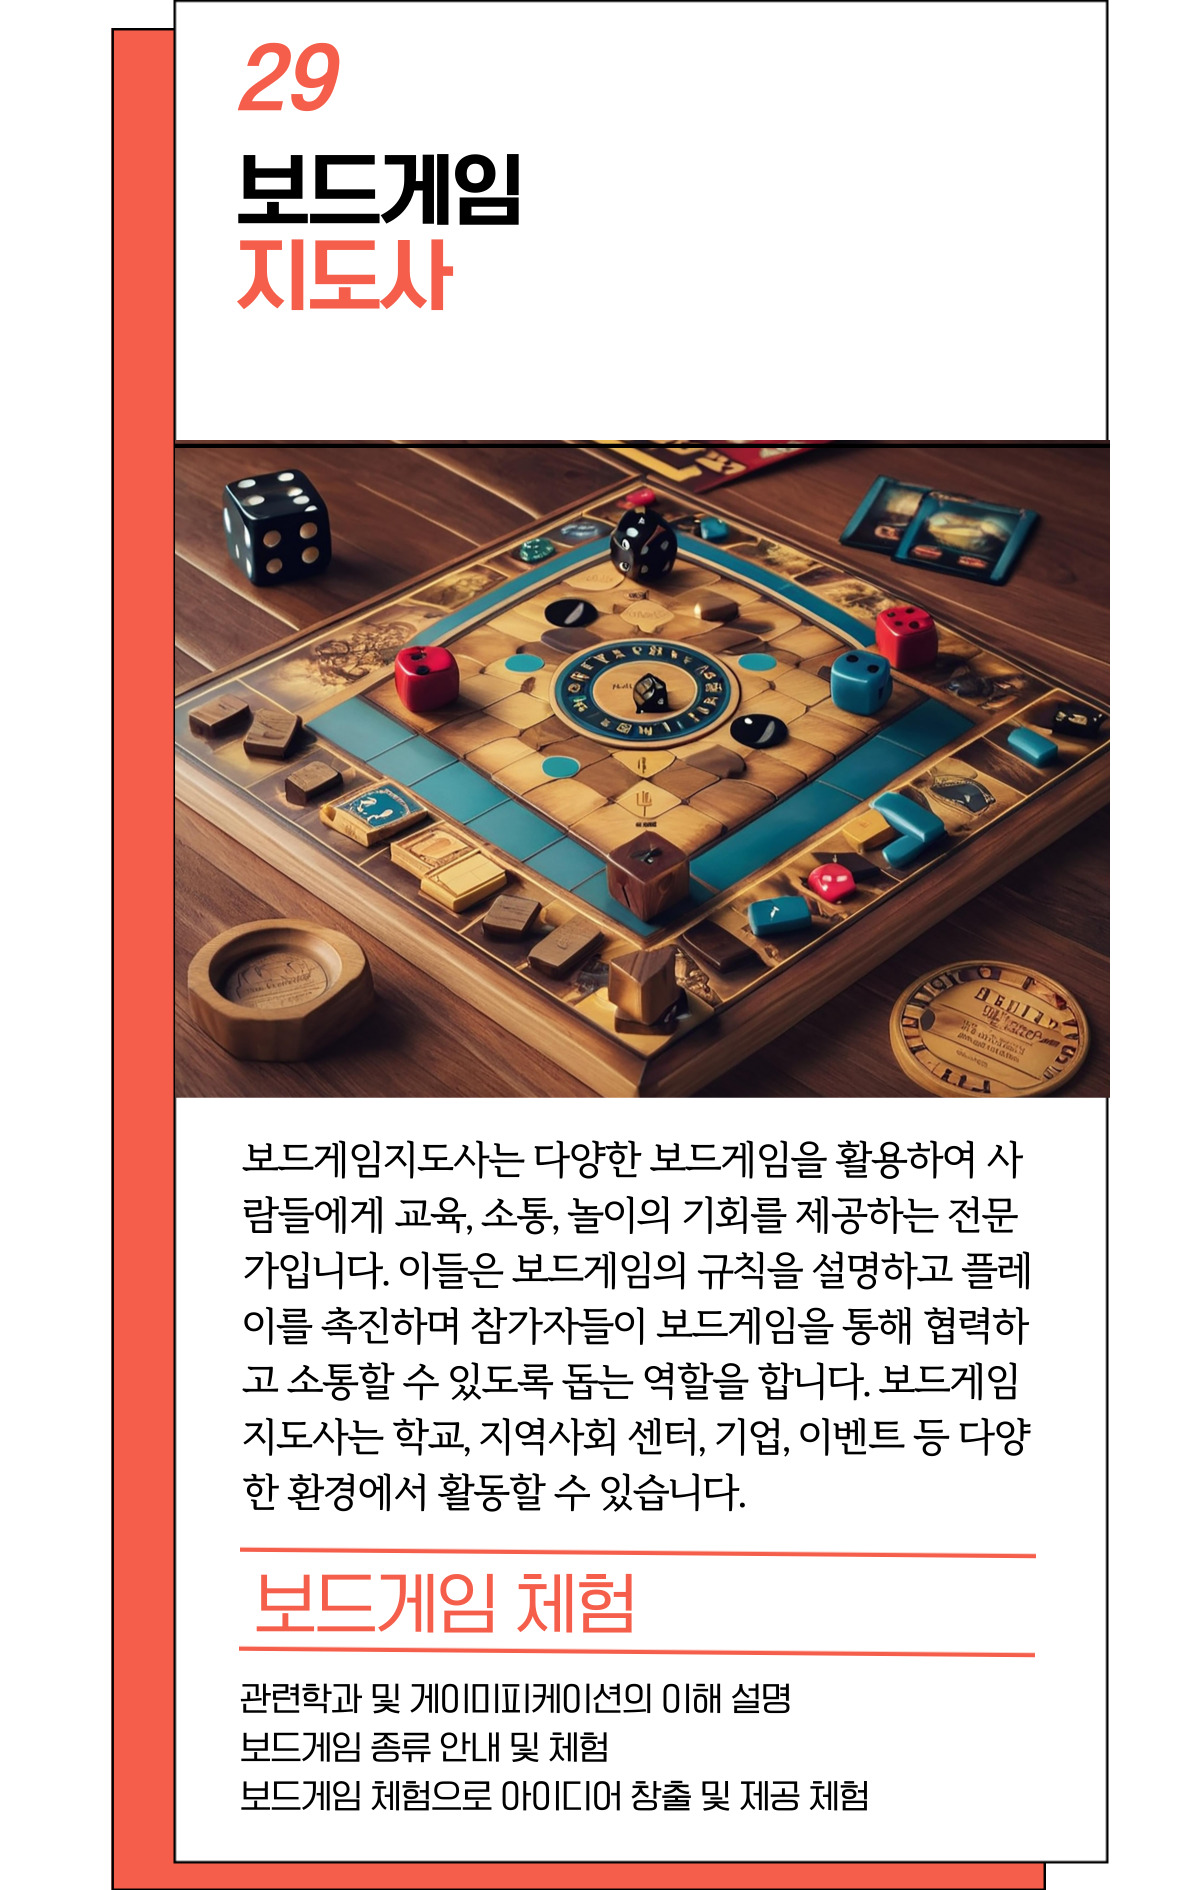 29
보드게임
지도사
보드게임지도사는 다양한 보드게임을 활용하여 사
람들에게 교육, 소통, 놀이의 기회를 제공하는 전문
가입니다. 이들은 보드게임의 규칙을 설명하고 플레
이를 촉진하며 참가자들이 보드게임을 통해 협력하
고 소통할 수 있도록 돕는 역할을 합니다. 보드게임
지도사는 학교, 지역사회 센터, 기업, 이벤트 등 다양
한 환경에서 활동할 수 있습니다.
보드게임 체험
관련학과 및 게이미피케이션의 이해 설명
보드게임 종류 안내 및 체험
보드게임 체험으로 아이디어 창출 및 제공 체험